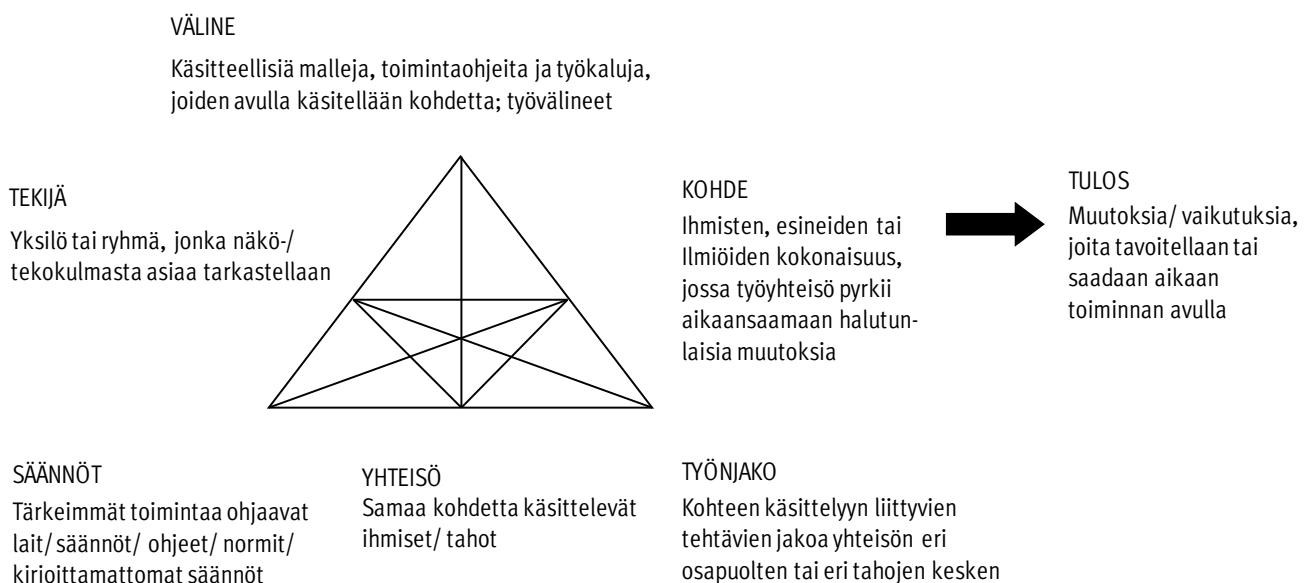 VÄLINE
Käsitteellisiä malleja, toimintaohjeita ja työkaluja,
joiden avulla käsitellään kohdetta; työvälineet
TEKIJÄ
Yksilö tai ryhmä, jonka näkö-/
tekokulmasta asiaa tarkastellaan
KOHDE
Ihmisten, esineiden tai
Ilmiöiden kokonaisuus,
jossa työyhteisö pyrkii
aikaansaamaan halutun-
laisia muutoksia
TULOS
Muutoksia/ vaikutuksia,
joita tavoitellaan tai
saadaan aikaan
toiminnan avulla
SÄÄNNÖT
Tärkeimmät toimintaa ohjaavat
lait/ säännöt/ ohjeet/ normit/
kirjoittamattomat säännöt
YHTEISÖ
Samaa kohdetta käsittelevät
ihmiset/ tahot
TYÖNJAKO
Kohteen käsittelyyn liittyvien
tehtävien jakoa yhteisön eri
osapuolten tai eri tahojen kesken